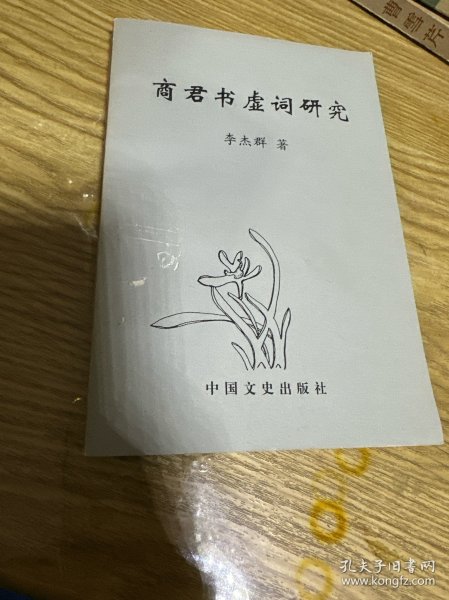 商君书虚词研究
李杰群 著
中国文史出版社
孔夫子旧书网
www.kongfz.com